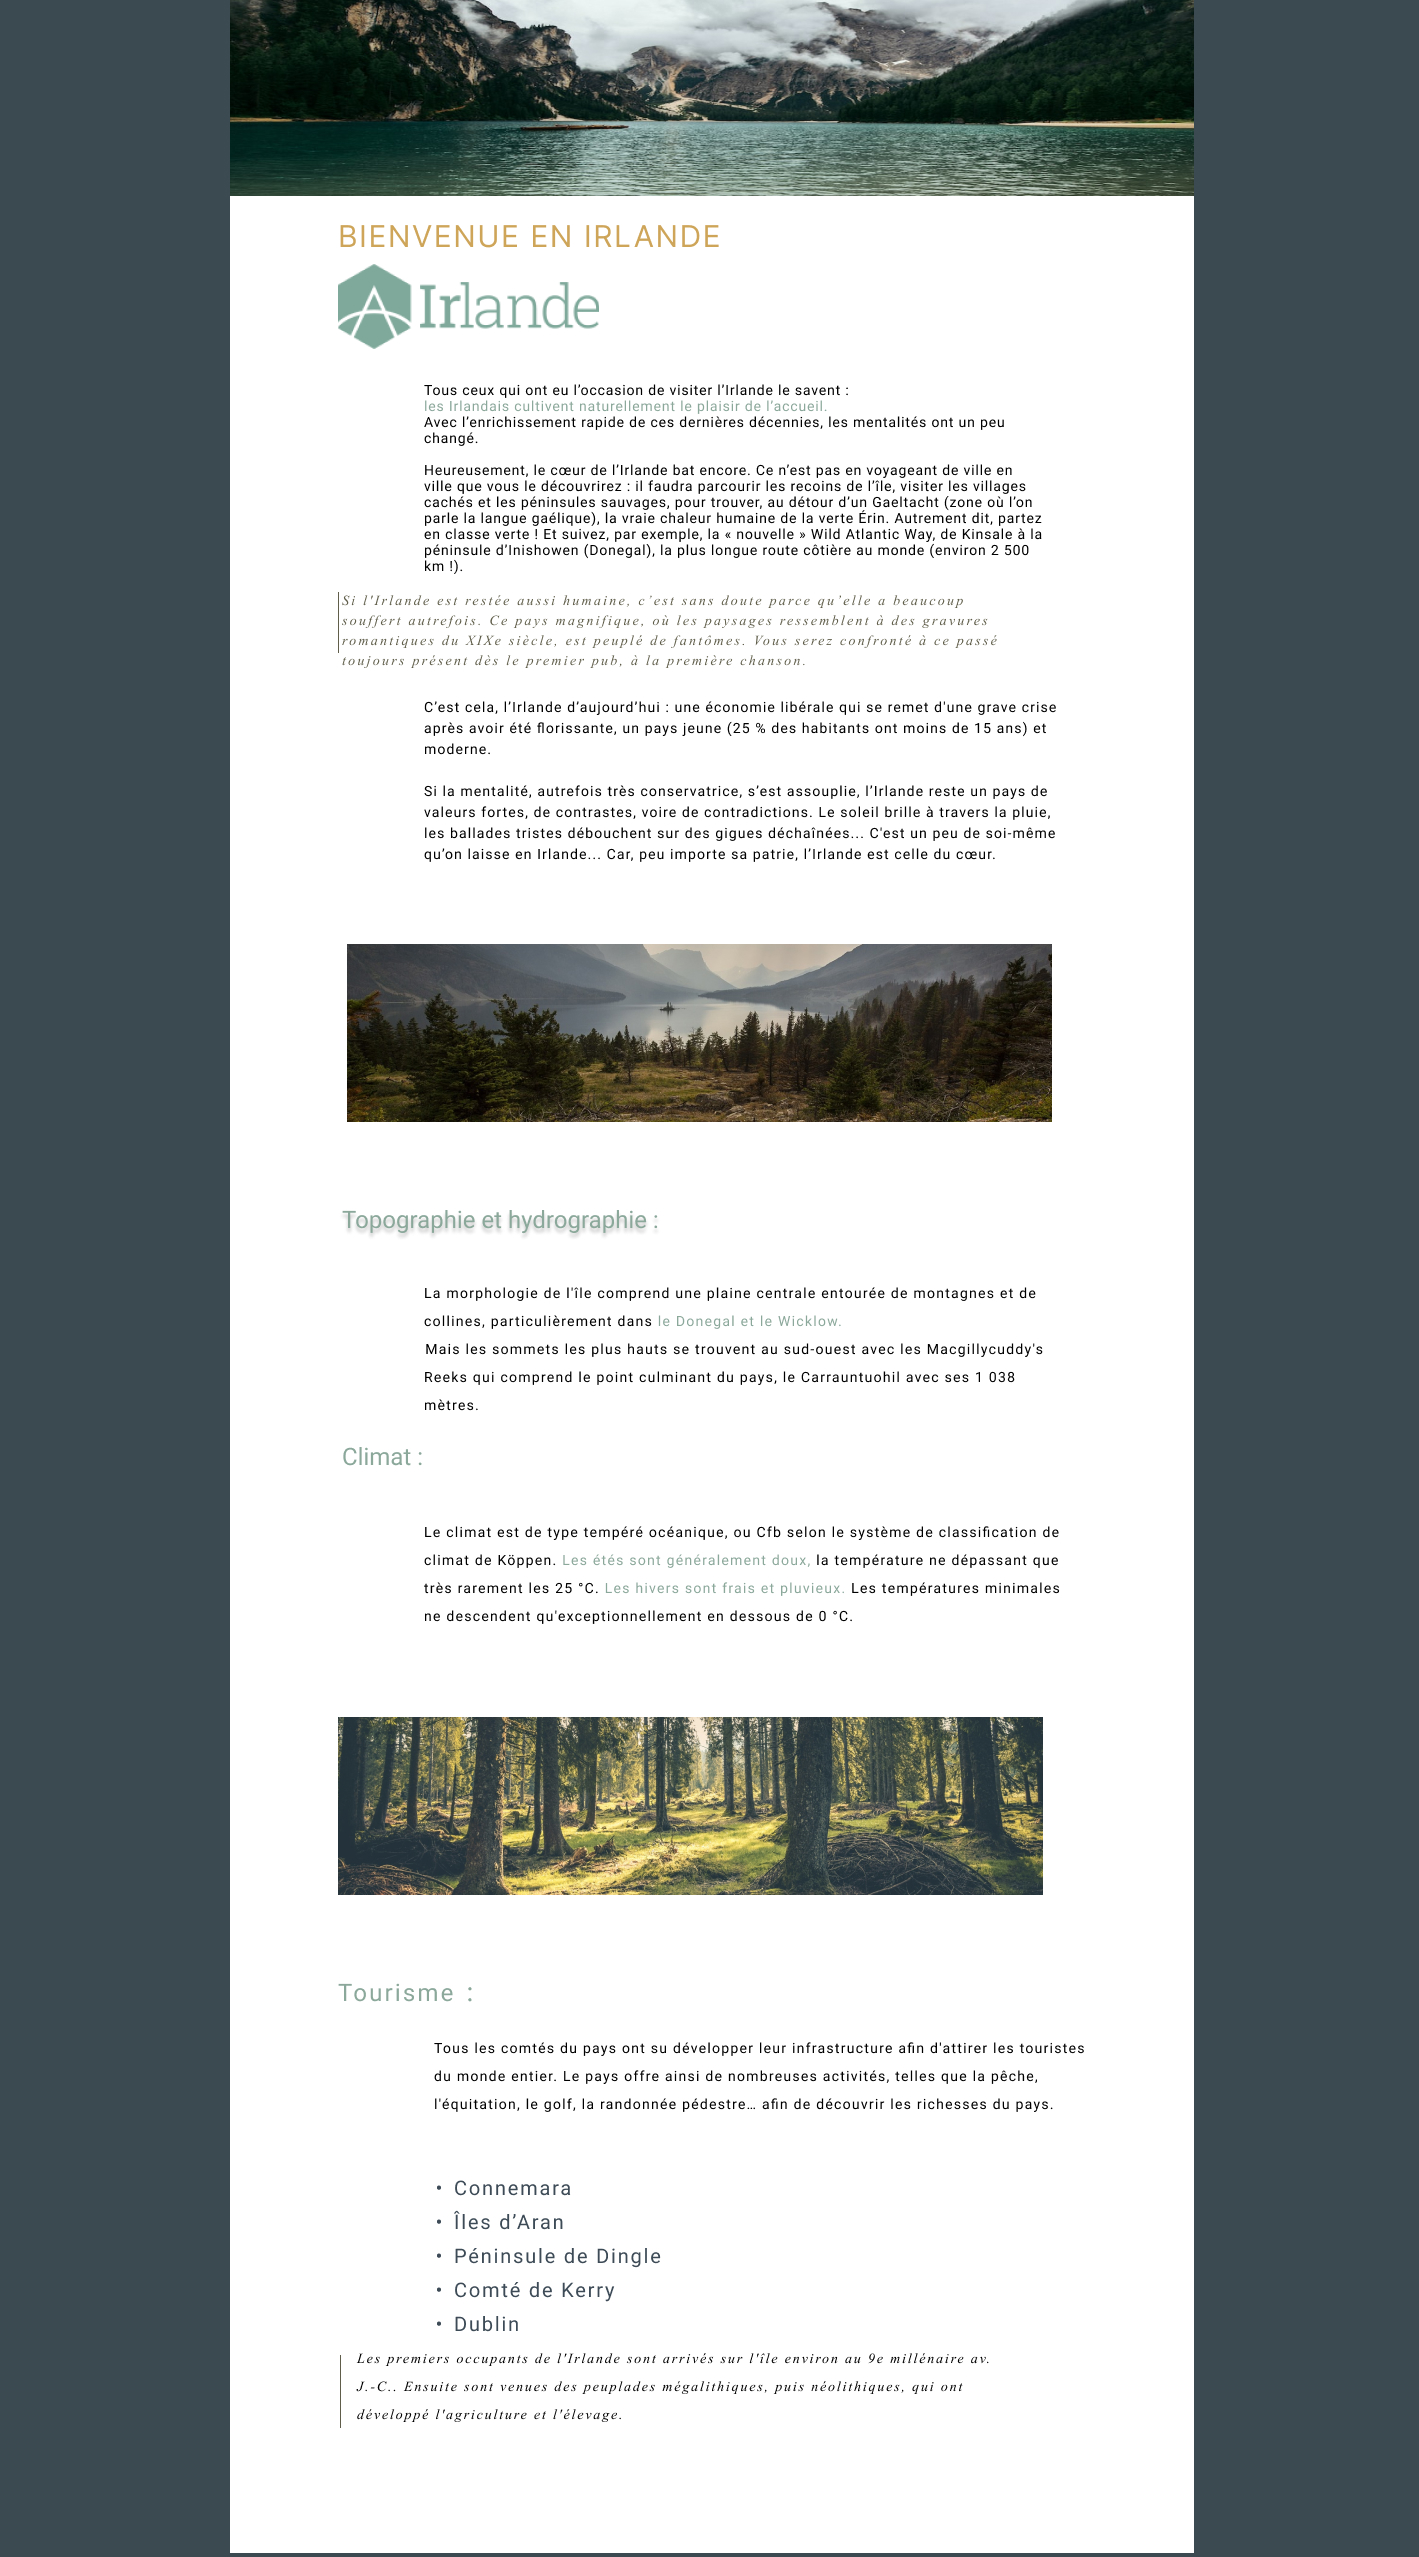 BIENVENUE EN IRLANDE
Irlande
Tous ceux qui ont eu l’occasion de visiter l’Irlande le savent :
les Irlandais cultivent naturellement le plaisir de l’accueil.
Avec l’enrichissement rapide de ces dernières décennies, les mentalités ont un peu
changé.
Heureusement, le cœur de l’Irlande bat encore. Ce n’est pas en voyageant de ville en
ville que vous le découvrirez : il faudra parcourir les recoins de l’île, visiter les villages
cachés et les péninsules sauvages, pour trouver, au détour d’un Gaeltacht (zone où l’on
parle la langue gaélique), la vraie chaleur humaine de la verte Érin. Autrement dit, partez
en classe verte ! Et suivez, par exemple, la « nouvelle » Wild Atlantic Way, de Kinsale à la
péninsule d’Inishowen (Donegal), la plus longue route côtière au monde (environ 2 500
km !).
Si l'Irlande est restée aussi humaine, c’est sans doute parce qu’elle a beaucoup
souffert autrefois. Ce pays magnifique, où les paysages ressemblent à des gravures
romantiques du XIXe siècle, est peuplé de fantômes. Vous serez confronté à ce passé
toujours présent dès le premier pub, à la première chanson.
C’est cela, l’Irlande d’aujourd’hui : une économie libérale qui se remet d'une grave crise
après avoir été florissante, un pays jeune (25 % des habitants ont moins de 15 ans) et
moderne.
Si la mentalité, autrefois très conservatrice, s’est assouplie, l’Irlande reste un pays de
valeurs fortes, de contrastes, voire de contradictions. Le soleil brille à travers la pluie,
les ballades tristes débouchent sur des gigues déchaînées... C'est un peu de soi-même
qu’on laisse en Irlande... Car, peu importe sa patrie, l’Irlande est celle du cœur.
Topographie et hydrographie :
La morphologie de l'île comprend une plaine centrale entourée de montagnes et de
collines, particulièrement dans le Donegal et le Wicklow.
Mais les sommets les plus hauts se trouvent au sud-ouest avec les Macgillycuddy's
Reeks qui comprend le point culminant du pays, le Carrauntuohil avec ses 1 038
mètres.
Climat :
Le climat est de type tempéré océanique, ou Cfb selon le système de classification de
climat de Köppen. Les étés sont généralement doux, la température ne dépassant que
très rarement les 25 °C. Les hivers sont frais et pluvieux. Les températures minimales
ne descendent qu'exceptionnellement en dessous de 0 °C.
Tourisme :
Tous les comtés du pays ont su développer leur infrastructure afin d'attirer les touristes
du monde entier. Le pays offre ainsi de nombreuses activités, telles que la pêche,
l'équitation, le golf, la randonnée pédestre… afin de découvrir les richesses du pays.
• Connemara
• Îles d’Aran
• Péninsule de Dingle
• Comté de Kerry
• Dublin
Les premiers occupants de l'Irlande sont arrivés sur l'île environ au 9e millénaire av.
J.-C.. Ensuite sont venues des peuplades mégalithiques, puis néolithiques, qui ont
développé l'agriculture et l'élevage.